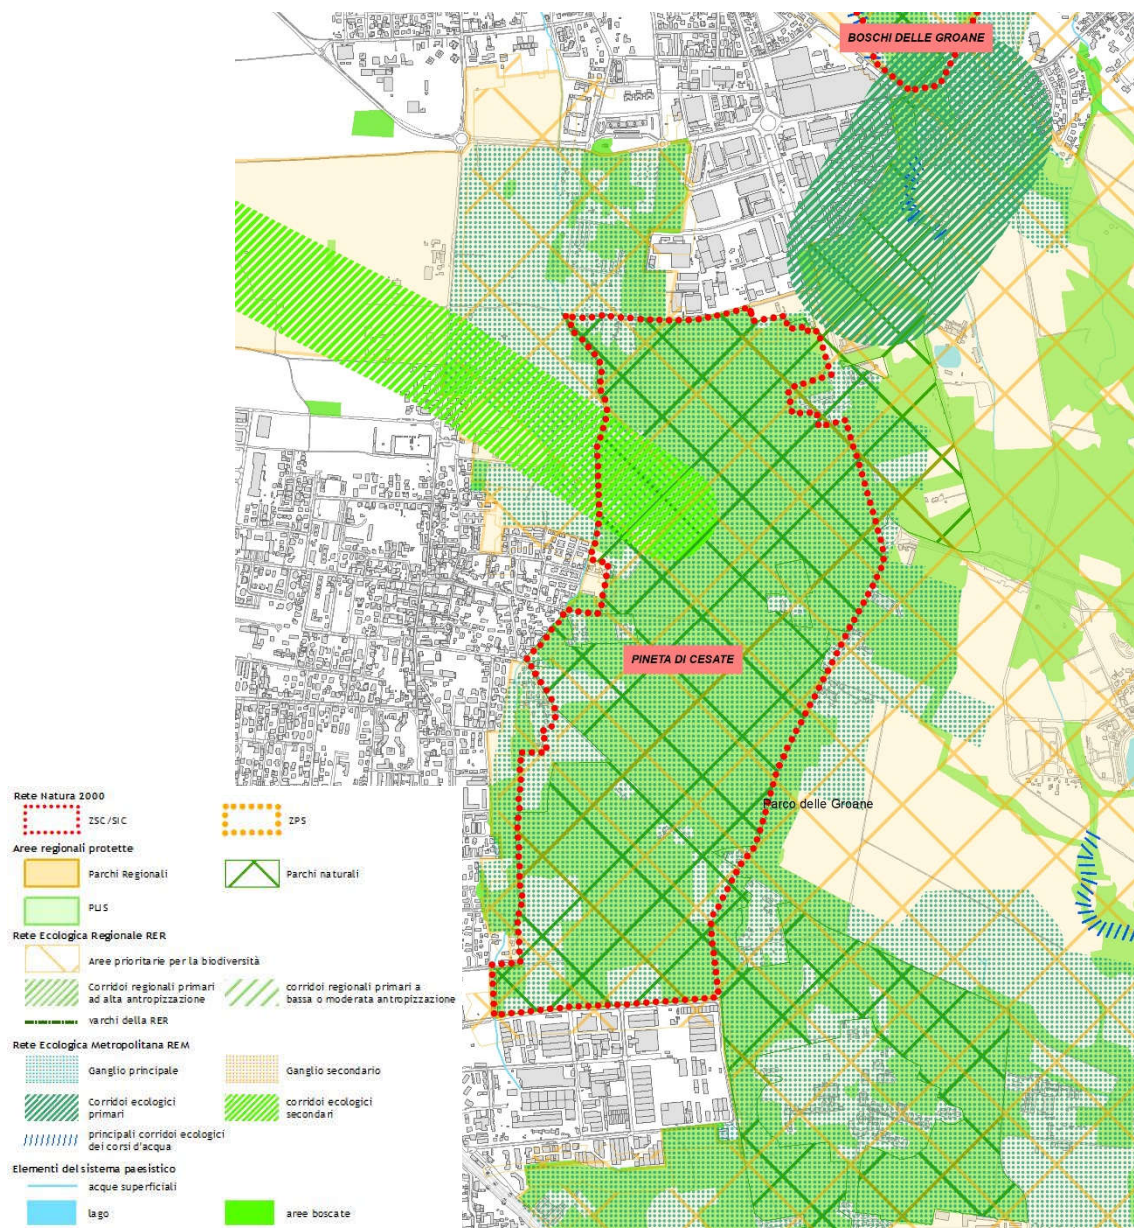 BOSCHI DELLE GROANE
PINETA DI CESATE
Parco delle Groane
Rete Natura 2000
ZSC/SIC
ZPS
Aree regionali protette
Parchi Regionali
Parchi naturali
PLIS
Rete Ecologica Regionale RER
Aree prioritarie per la biodiversità
Corridoi regionali primari
ad alta antropizzazione
corridoi regionali primari a
bassa o moderata antropizzazione
varchi della RER
Rete Ecologica Metropolitana REM
Ganglio principale
Ganglio secondario
Corridoi ecologici
primari
corridoi ecologici
secondari
principali corridoi ecologici
dei corsi d'acqua
Elementi del sistema paesistico
acque superficiali
lago
aree boscate